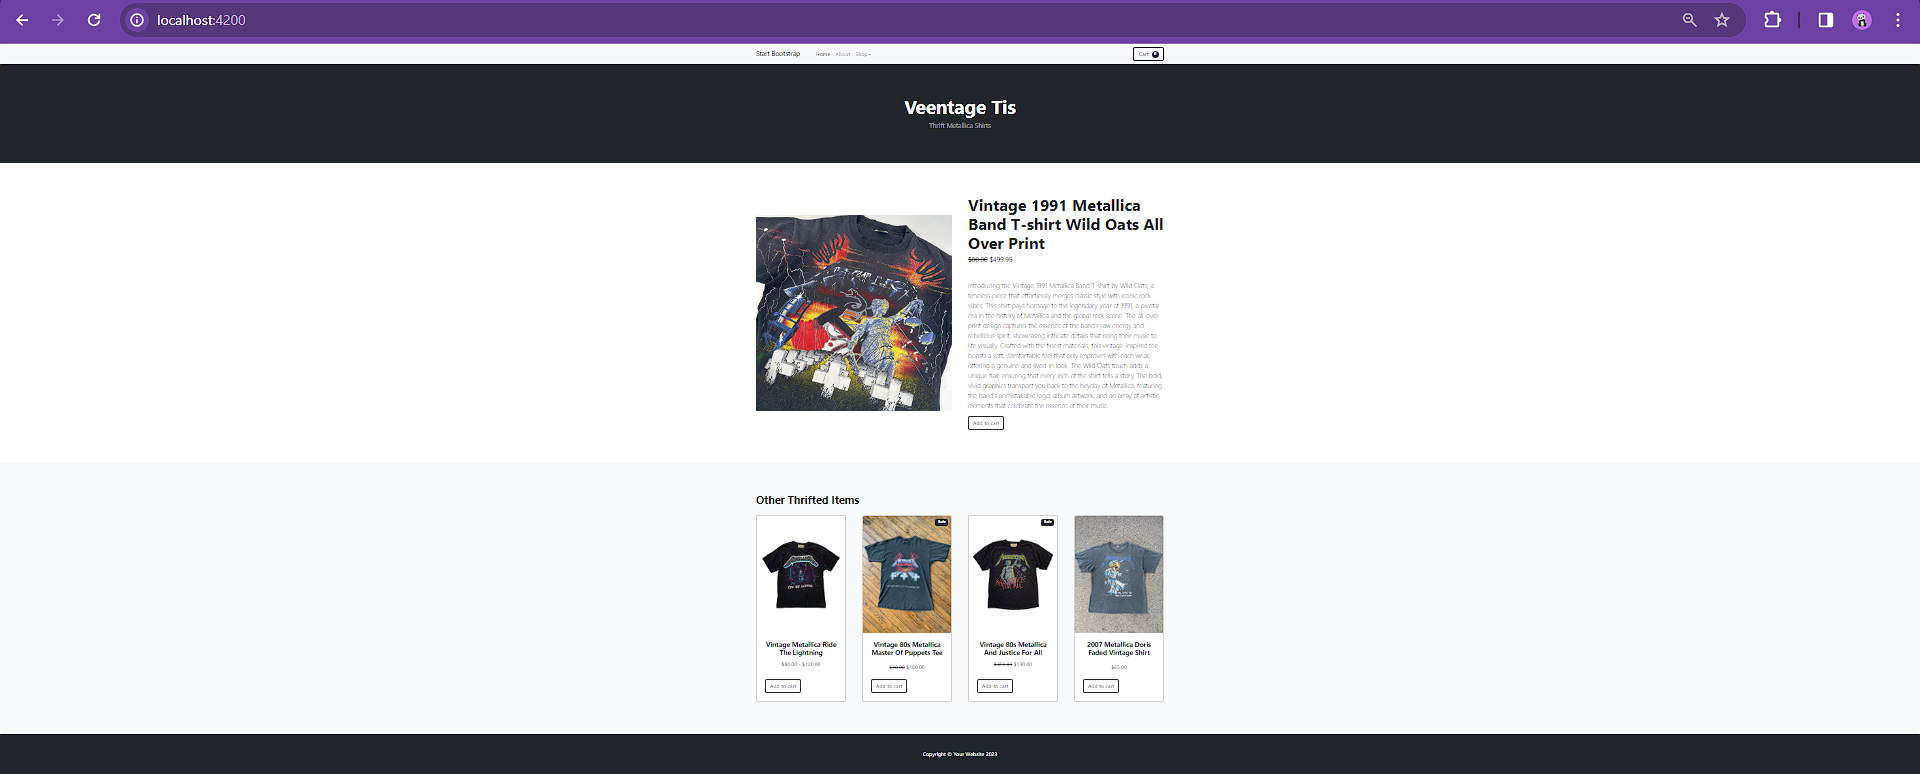 localhost:4200
Start Bootstrap Home About Shop Cart
Veentage Tis
Thrift Metallica Shirts
Vintage 1991 Metallica
Band T-shirt Wild Oats All
Over Print
$499.99
Introducing the Vintage 1991 Metallica Band T-shirt by Wild Oats, a
timeless piece that effortlessly merges classic style with iconic rock
vibes. This shirt pays homage to the legendary year of 1991, a pivotal
era in the history of Metallica and the global rock scene. The all-over
print design captures the essence of the band's raw energy and
rebellious spirit, showcasing intricate details that bring their music to
life visually. Crafted with the finest materials, this vintage-inspired tee
boasts a soft, comfortable feel that only improves with each wear,
offering a genuine and lived-in look. The Wild Oats touch adds a
unique flair, ensuring that every inch of the shirt tells a story. The bold,
vivid graphics transport you back to the heyday of Metallica, featuring
the band's unmistakable logo, album artwork, and an array of artistic
elements that celebrate the essence of their music.
Add to cart
Other Thrifted Items
Sale
Sale
Vintage Metallica Ride
The Lightning
$80.00 - $120.00
Add to cart
Vintage 80s Metallica
Master Of Puppets Tee
$100.00
Add to cart
Vintage 80s Metallica
And Justice For All
$130.00
Add to cart
2007 Metallica Doris
Faded Vintage Shirt
$65.00
Add to cart
Copyright © Your Website 2023